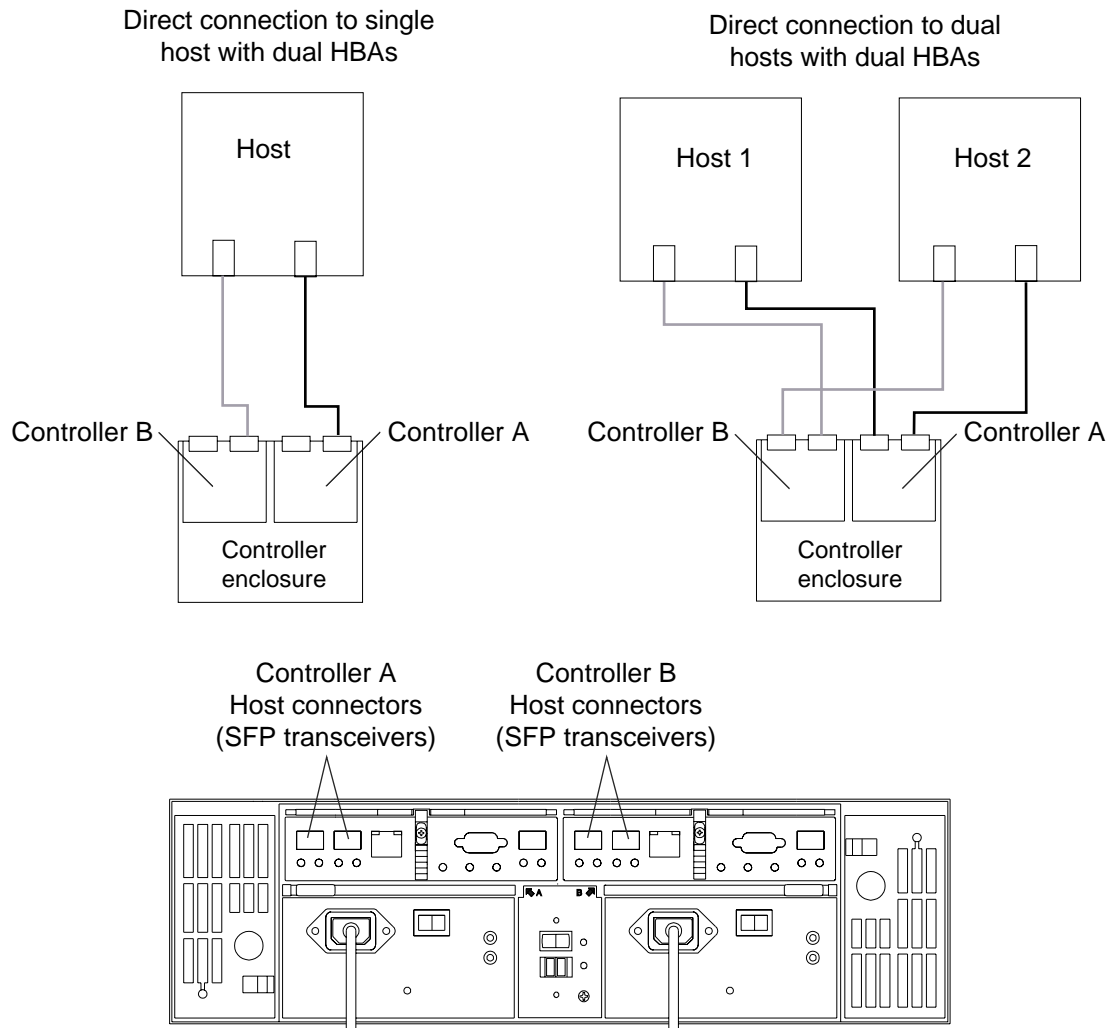 Direct connection to single
host with dual HBAs
Direct connection to dual
hosts with dual HBAs
Host
Host 1
Host 2
Controller B
Controller A
Controller B
Controller A
Controller
enclosure
Controller
enclosure
Controller A
Host connectors
(SFP transceivers)
Controller B
Host connectors
(SFP transceivers)
A
B